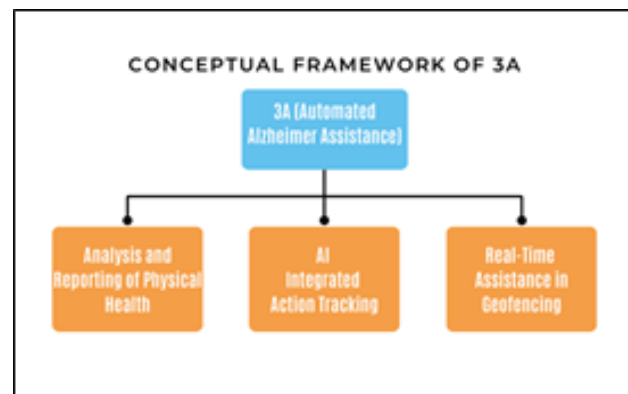 CONCEPTUAL FRAMEWORK OF 3A
3A (Automated
Alzheimer Assistance)
Analysis and
Reporting of Physical
Health
AI
Integrated
Action Tracking
Real-Time
Assistance in
Geofencing